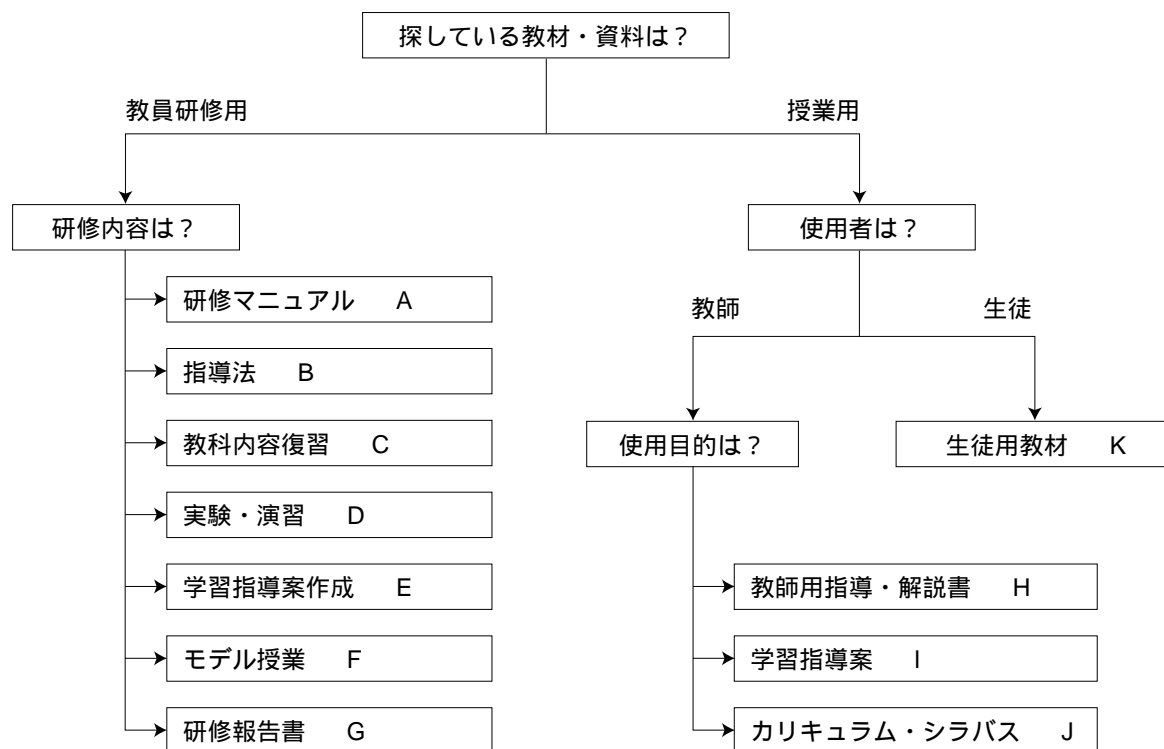 探している教材・資料は？
教員研修用
授業用
研修内容は？
使用者は？
研修マニュアル A
教師
生徒
指導法 B
教科内容復習 C
使用目的は？
生徒用教材 K
実験・演習 D
学習指導案作成 E
教師用指導・解説書 H
モデル授業 F
学習指導案 I
研修報告書 G
カリキュラム・シラバス J